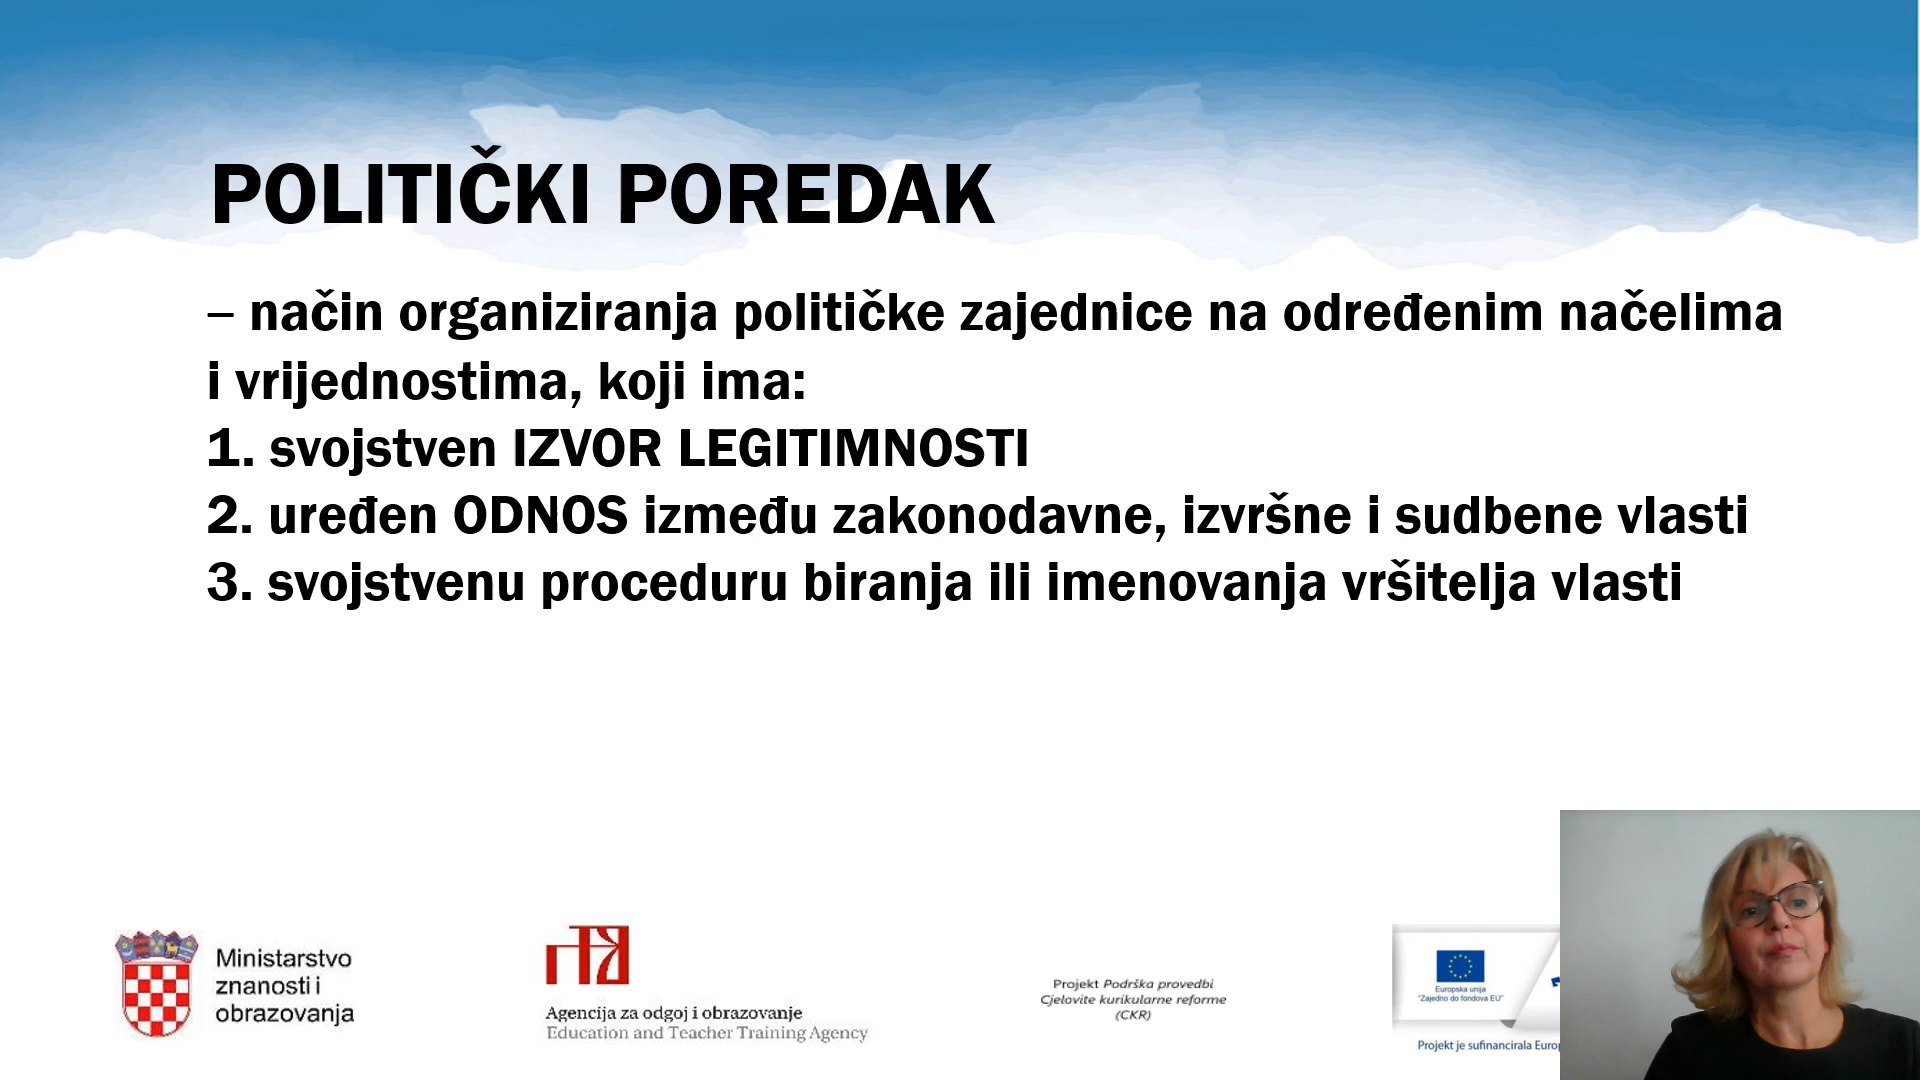 POLITIČKI POREDAK
– način organiziranja političke zajednice na određenim načelima
i vrijednostima, koji ima:
1. svojstven IZVOR LEGITIMNOSTI
2. uređen ODNOS između zakonodavne, izvršne i sudbene vlasti
3. svojstvenu proceduru biranja ili imenovanja vršitelja vlasti
Ministarstvo
znanosti i
obrazovanja
Agencija za odgoj i obrazovanje
Education and Teacher Training Agency
Projekt Podrška provedbi
Cjelovite kurikularne reforme
(CKR)
Europska unija
"Zajedno do fondova EU"
Projekt je sufinancirala